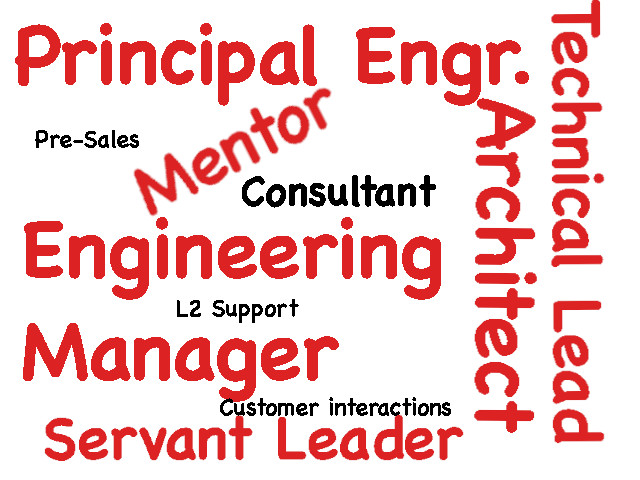 Principal Engr.
Technical Lead
Architect
Mentor
Pre-Sales
Consultant
Engineering
L2 Support
Manager
Customer interactions
Servant Leader